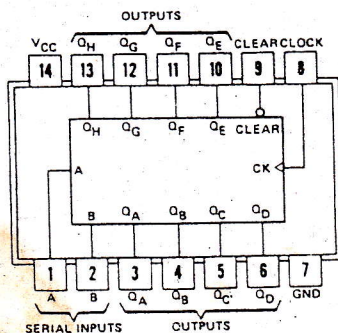 OUTPUTS
VCC QH QG QF QE CLEAR CLOCK
14 13 12 11 10 9 8
QH QG QF QE CLEAR
A CK
B QA QB QC QD
1 2 3 4 5 6 7
A B QA QB QC QD GND
SERIAL INPUTS OUTPUTS